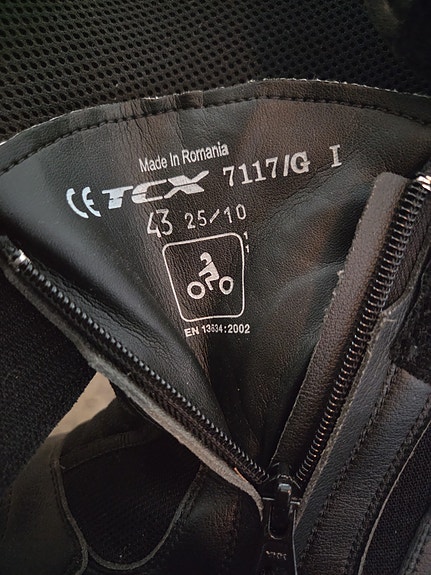 Made In Romania
CE TCX 7117/G I
43 25/10
1
1
EN 13634:2002